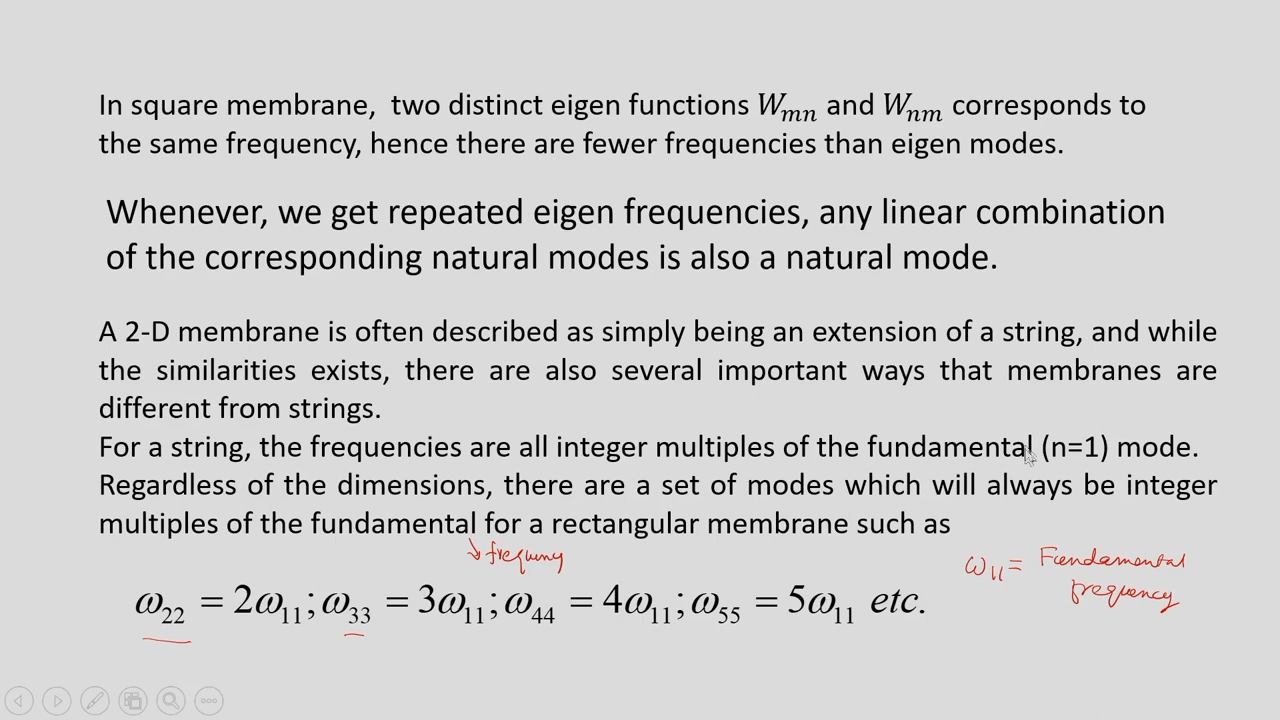 In square membrane, two distinct eigen functions Wmn and Wnm corresponds to
the same frequency, hence there are fewer frequencies than eigen modes.
Whenever, we get repeated eigen frequencies, any linear combination
of the corresponding natural modes is also a natural mode.
A 2-D membrane is often described as simply being an extension of a string, and while
the similarities exists, there are also several important ways that membranes are
different from strings.
For a string, the frequencies are all integer multiples of the fundamental (n=1) mode.
Regardless of the dimensions, there are a set of modes which will always be integer
multiples of the fundamental for a rectangular membrane such as
↘ frequency
ω11 = Fundamental
frequency
ω22 = 2ω11; ω33 = 3ω11; ω44 = 4ω11; ω55 = 5ω11 etc.